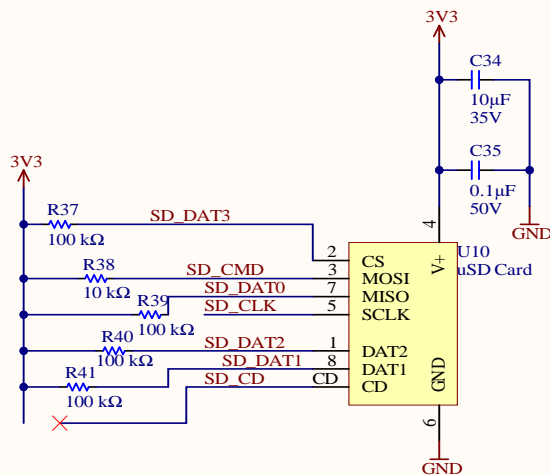 3V3
C34
10μF
35V
C35
0.1μF
50V
GND
3V3
R37
100 kΩ
SD_DAT3
R38
10 kΩ
SD_CMD
R39
100 kΩ
SD_DAT0
SD_CLK
R40
100 kΩ
SD_DAT2
R41
100 kΩ
SD_DAT1
SD_CD
4
U10
uSD Card
V+
2 CS
3 MOSI
7 MISO
5 SCLK
1 DAT2
8 DAT1
CD CD
GND
6
GND